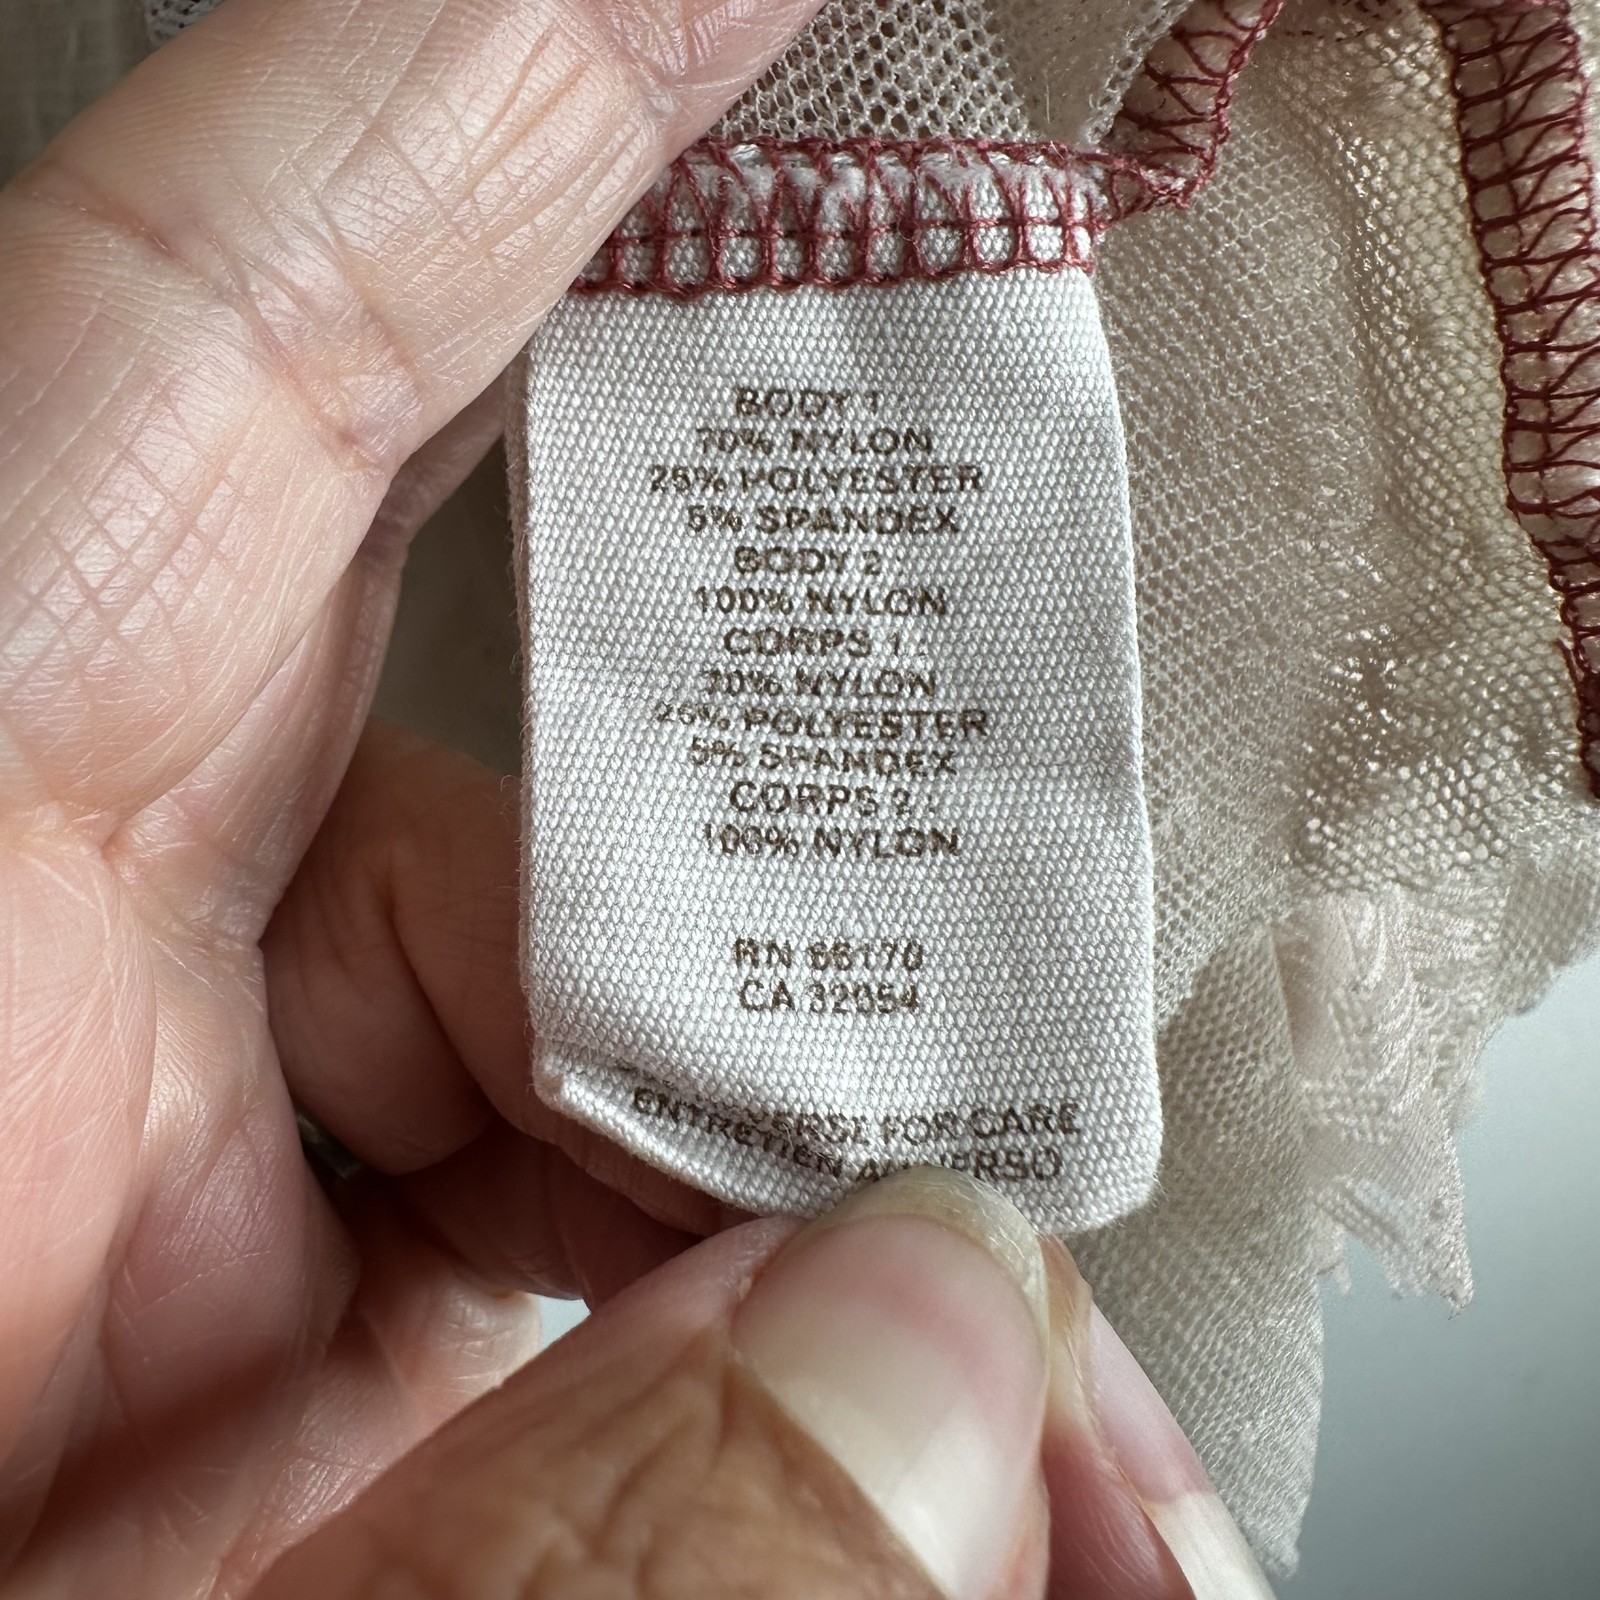 BODY 1
70% NYLON
25% POLYESTER
5% SPANDEX
BODY 2
100% NYLON
CORPS 1:
70% NYLON
25% POLYESTER
5% SPANDEX
CORPS 2:
100% NYLON
RN 66170
CA 32054
FOR CARE
ENTRETIEN